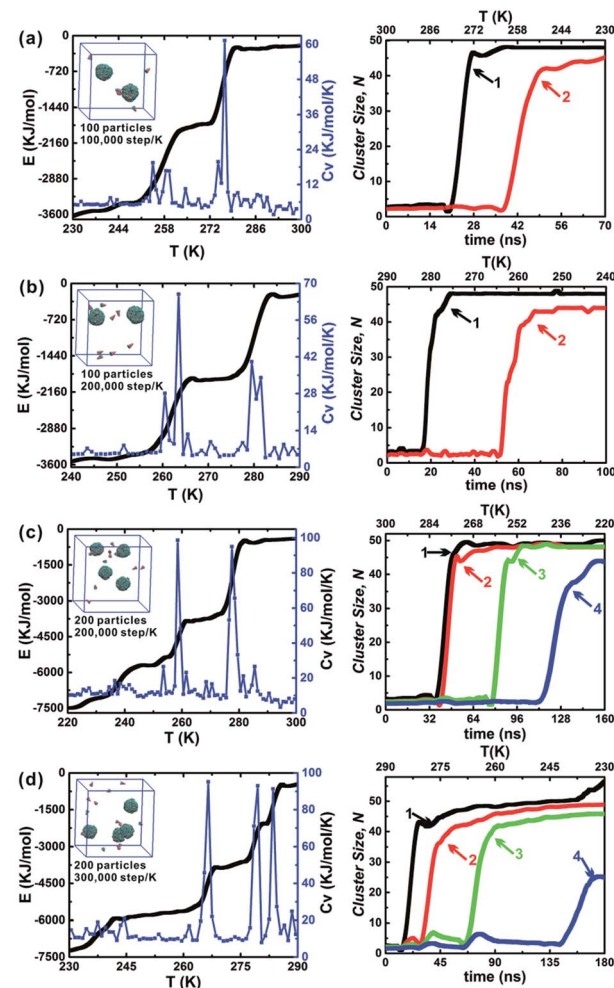 (a)
100 particles
100,000 step/K
E (KJ/mol)
0
-720
-1440
-2160
-2880
-3600
230 244 258 272 286 300
T (K)
60
48
36
24
12
0
Cv (KJ/mol/K)
T (K)
300 286 272 258 244 230
Cluster Size, N
50
40
30
20
10
0
1
2
0 14 28 42 56 70
time (ns)
(b)
100 particles
200,000 step/K
E (KJ/mol)
0
-720
-1440
-2160
-2880
-3600
240 250 260 270 280 290
T (K)
70
56
42
28
14
0
Cv (KJ/mol/K)
T(K)
290 280 270 260 250 240
Cluster Size, N
50
40
30
20
10
0
1
2
0 20 40 60 80 100
time (ns)
(c)
200 particles
200,000 step/K
E (KJ/mol)
0
-1500
-3000
-4500
-6000
-7500
220 240 260 280 300
T (K)
100
80
60
40
20
0
Cv (KJ/mol/K)
T (K)
300 284 268 252 236 220
Cluster Size, N
50
40
30
20
10
0
1
2
3
4
0 32 64 96 128 160
time (ns)
(d)
200 particles
300,000 step/K
E (KJ/mol)
0
-1500
-3000
-4500
-6000
-7500
230 245 260 275 290
T (K)
100
80
60
40
20
0
Cv (KJ/mol/K)
T(K)
290 275 260 245 230
Cluster Size, N
50
40
30
20
10
0
1
2
3
4
0 45 90 135 180
time (ns)